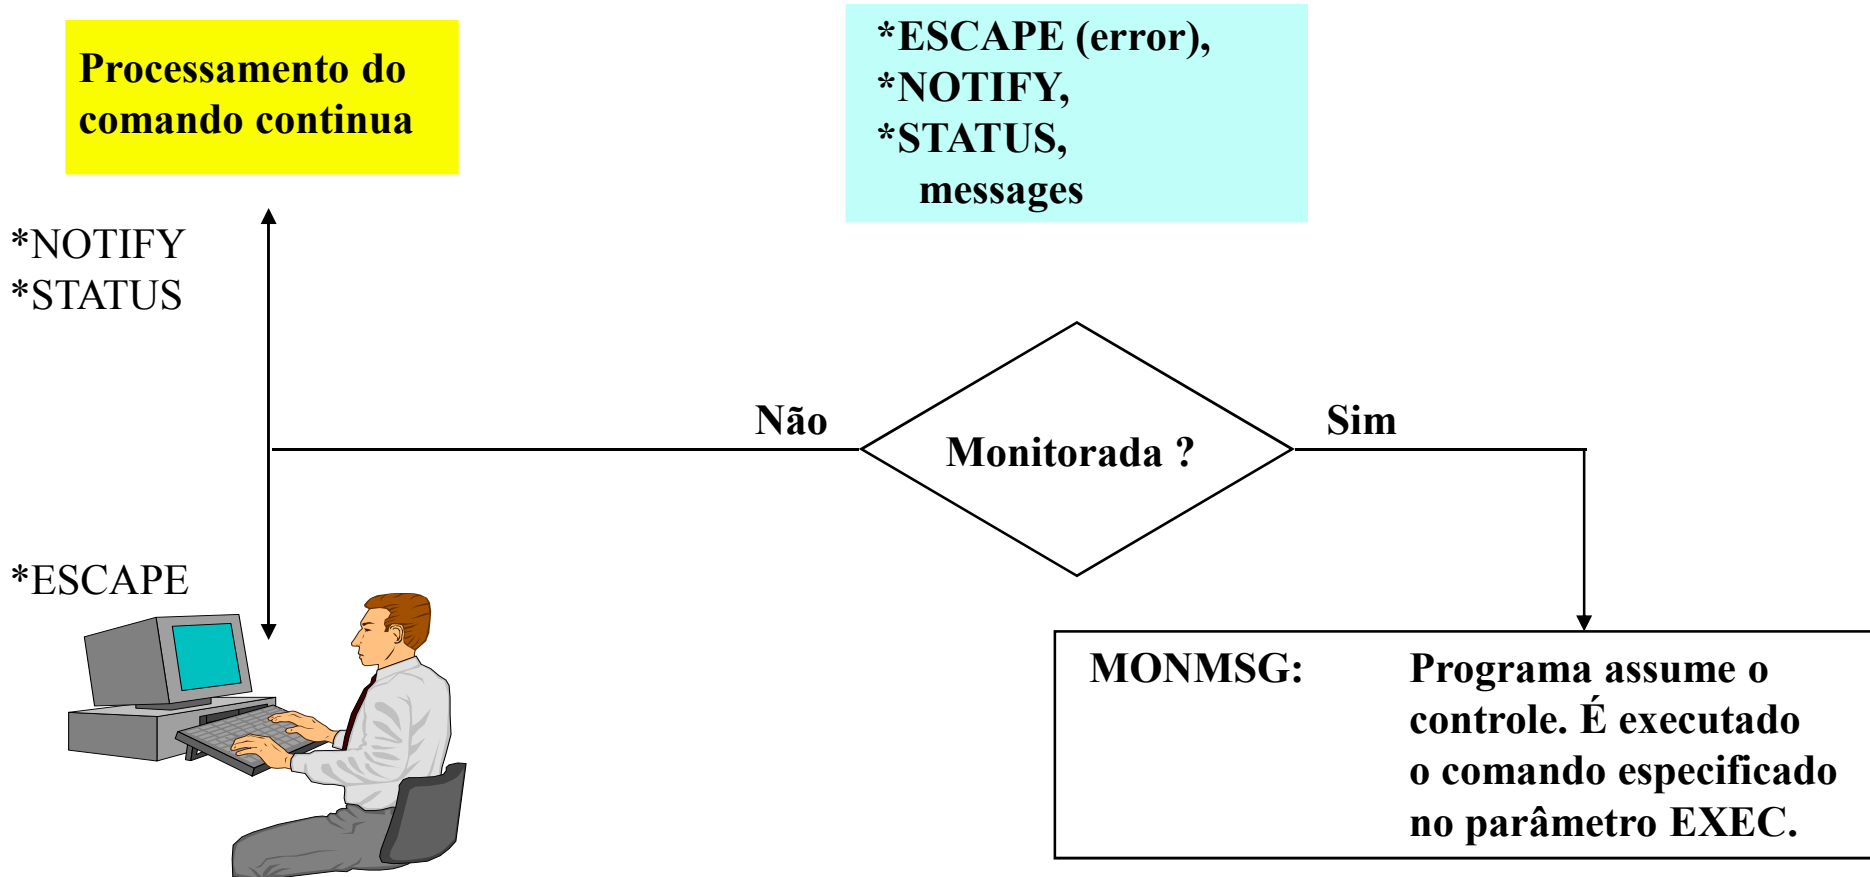 Processamento do
comando continua
*ESCAPE (error),
*NOTIFY,
*STATUS,
messages
*NOTIFY
*STATUS
Não
Monitorada ?
Sim
*ESCAPE
MONMSG: Programa assume o
controle. É executado
o comando especificado
no parâmetro EXEC.